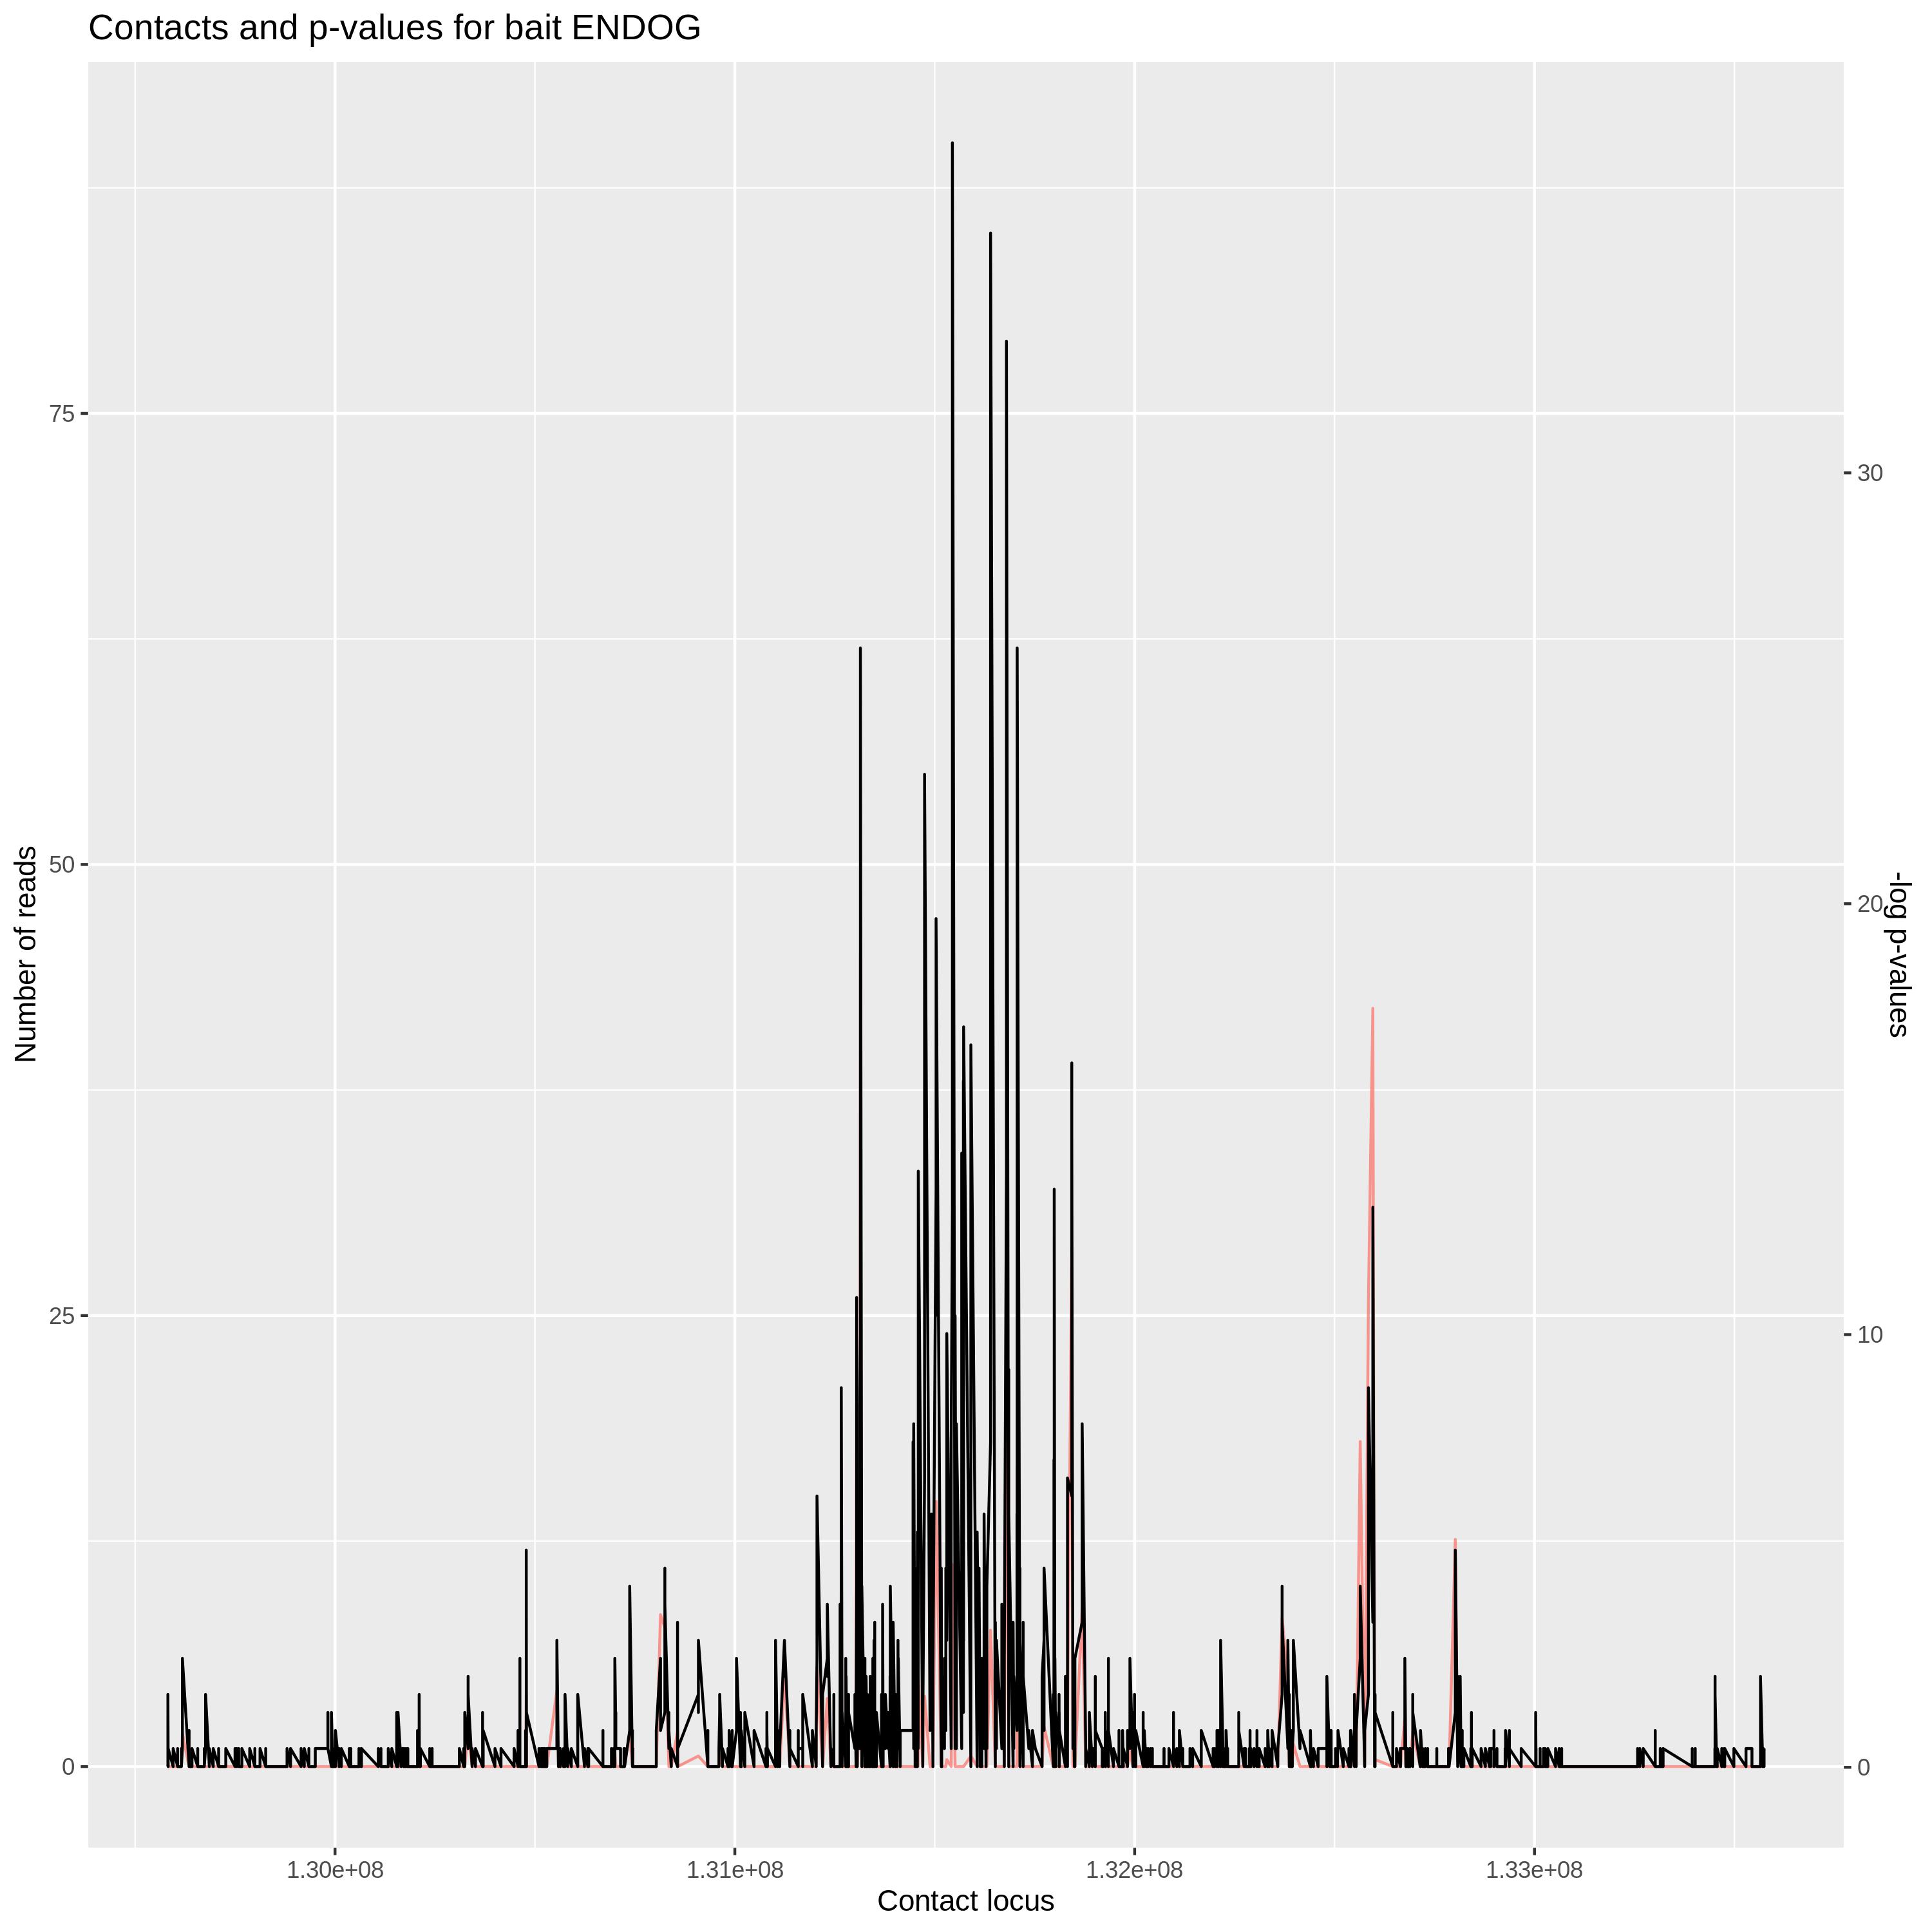 Contacts and p-values for bait ENDOG
75
50
25
0
Number of reads
30
20
10
0
-log p-values
1.30e+08
1.31e+08
1.32e+08
1.33e+08
Contact locus